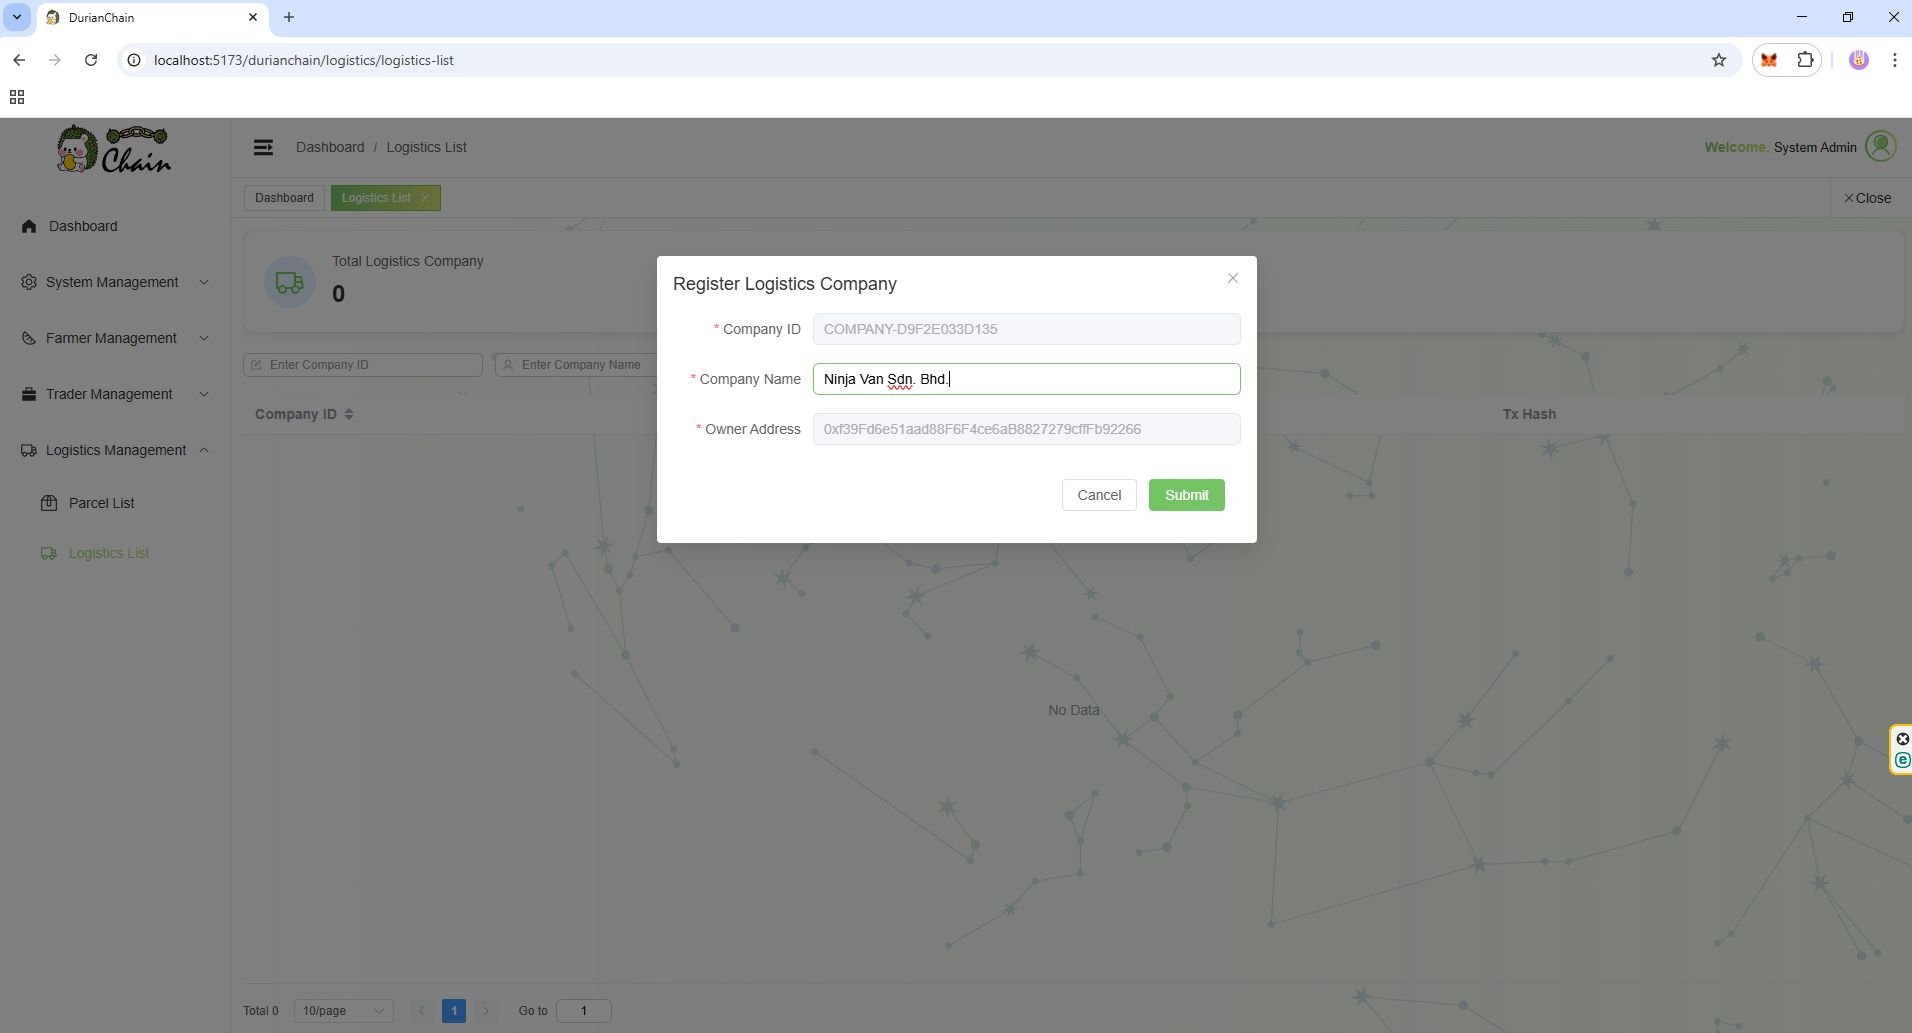 DurianChain
localhost:5173/durianchain/logistics/logistics-list
Chain
Dashboard / Logistics List
Welcome, System Admin
Dashboard
Logistics List
Close
Dashboard
System Management
Farmer Management
Trader Management
Logistics Management
Parcel List
Logistics List
Total Logistics Company
0
Enter Company ID
Enter Company Name
Company ID
Tx Hash
Register Logistics Company
* Company ID
COMPANY-D9F2E033D135
* Company Name
Ninja Van Sdn. Bhd.
* Owner Address
0xf39Fd6e51aad88F6F4ce6aB8827279cffFb92266
Cancel
Submit
No Data
Total 0
10/page
1
Go to
1